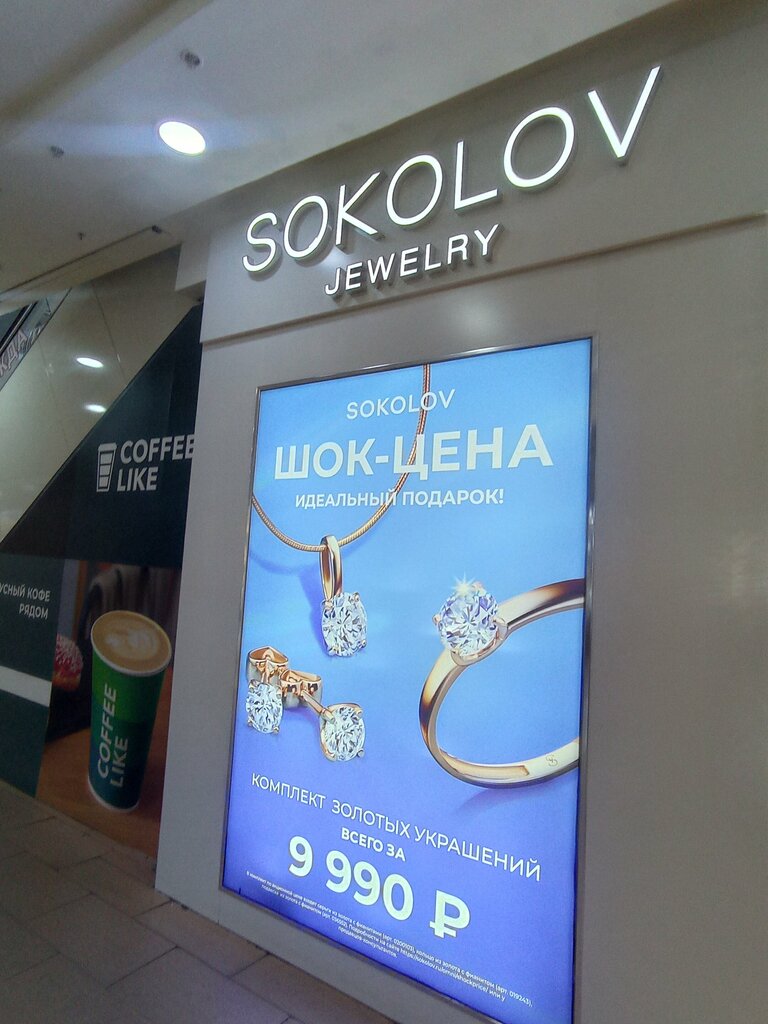 SOKOLOV
JEWELRY
SOKOLOV
ШОК-ЦЕНА
ИДЕАЛЬНЫЙ ПОДАРОК!
КОМПЛЕКТ ЗОЛОТЫХ УКРАШЕНИЙ
ВСЕГО ЗА
9 990 ₽
COFFEE
LIKE
КОФЕ
РЯДОМ
COFFEE
LIKE